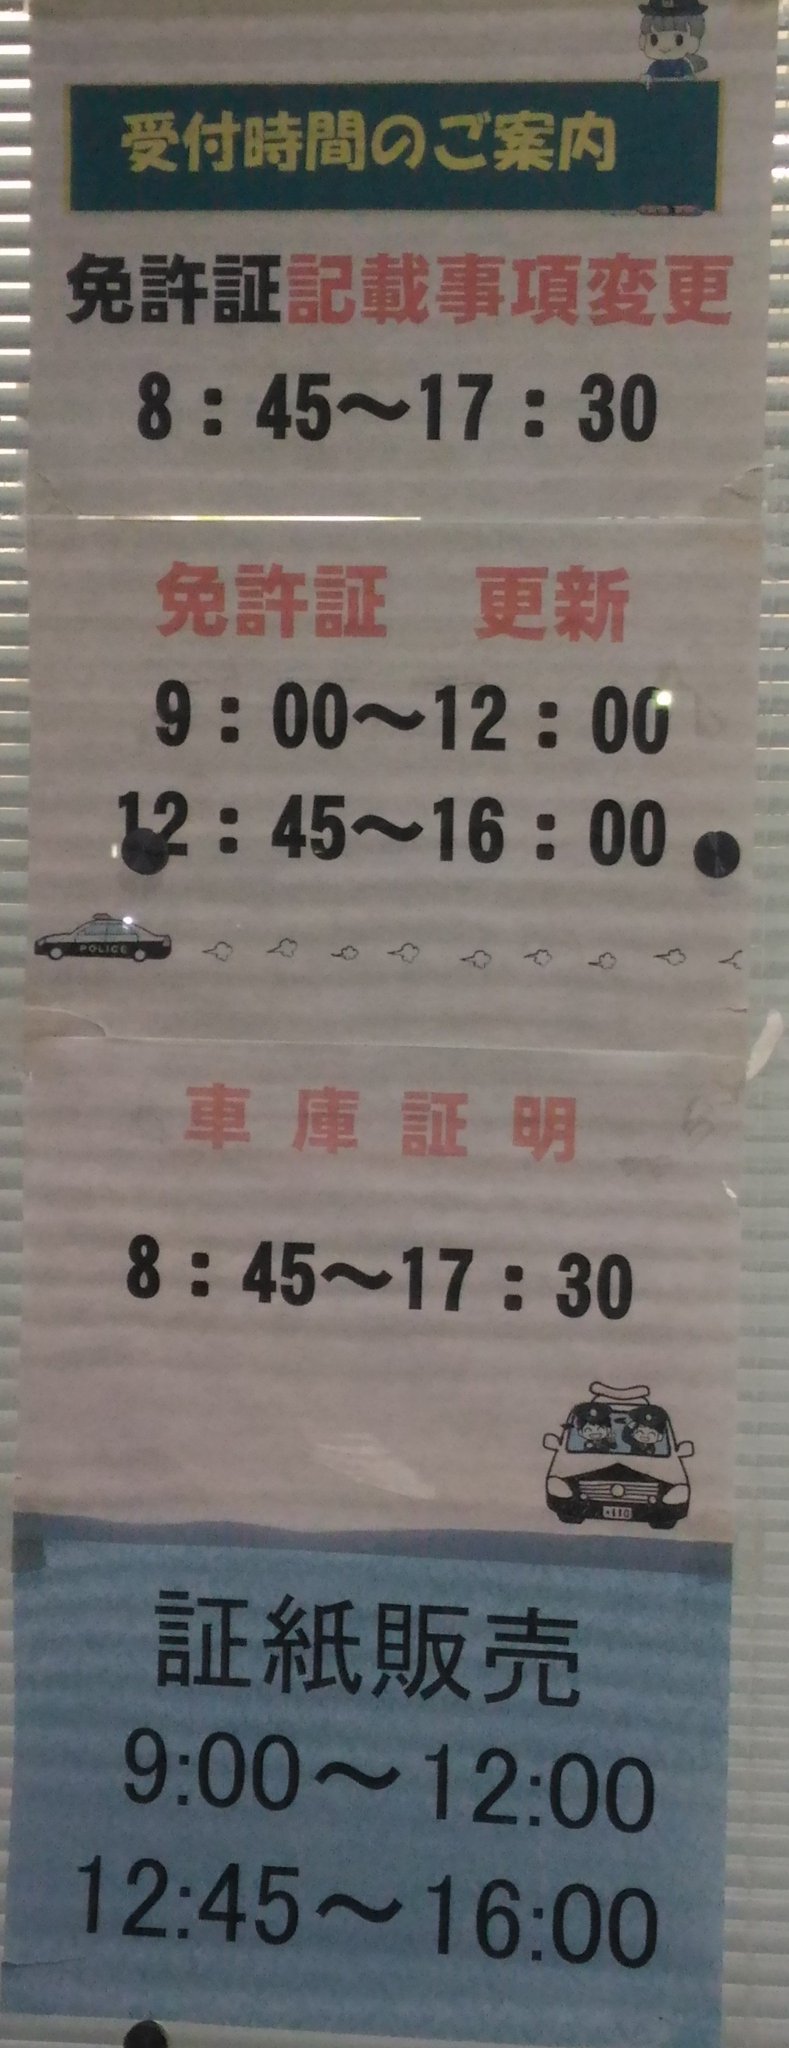 受付時間のご案内
免許証記載事項変更
8：45～17：30
免許証　更新
9：00～12：00
12：45～16：00
POLICE
車庫証明
8：45～17：30
110
証紙販売
9:00～12:00
12:45～16:00